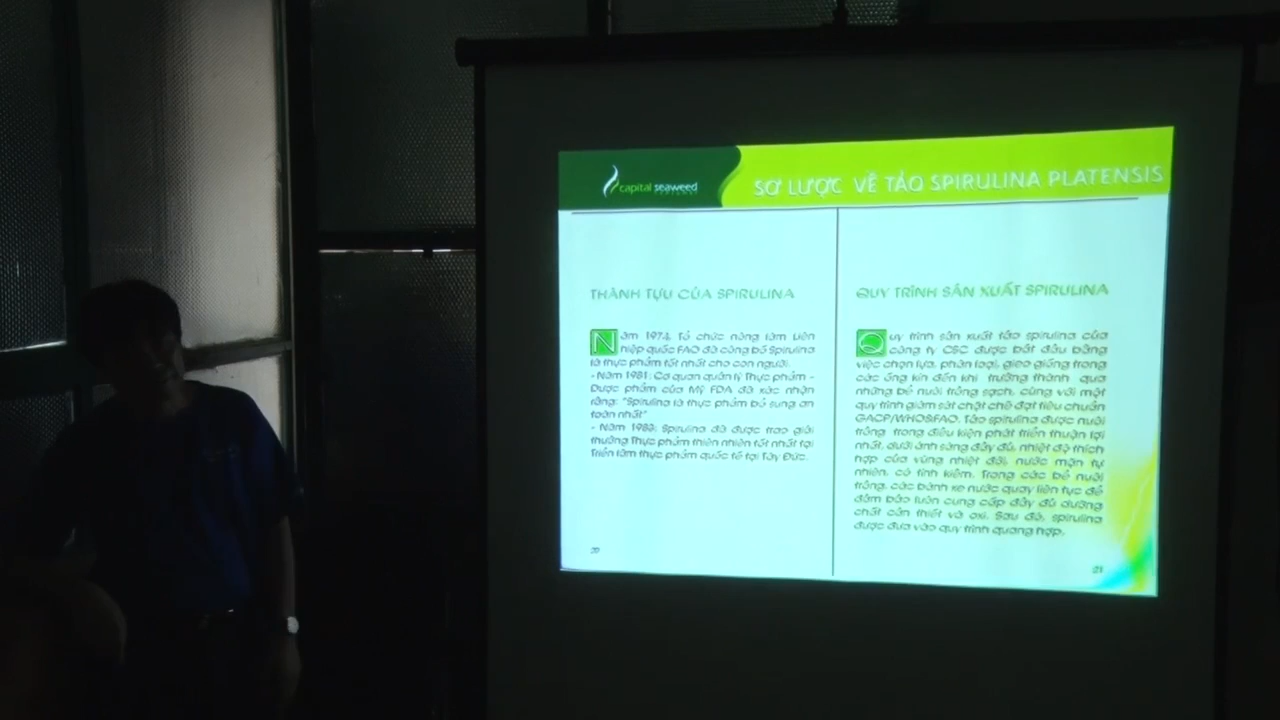 capital seaweed
SƠ LƯỢC VỀ TẢO SPIRULINA PLATENSIS
THÀNH TỰU CỦA SPIRULINA
Năm 1974, Tổ chức nông lâm Liên
hiệp quốc FAO đã công bố Spirulina
là thực phẩm tốt nhất cho con người.
- Năm 1981: Cơ quan quản lý Thực phẩm –
Dược phẩm của Mỹ FDA đã xác nhận
rằng: “Spirulina là thực phẩm bổ sung an
toàn nhất”
- Năm 1983: Spirulina đã được trao giải
thưởng Thực phẩm thiên nhiên tốt nhất tại
Triển lãm thực phẩm quốc tế tại Tây Đức.
20
QUY TRÌNH SẢN XUẤT SPIRULINA
Quy trình sản xuất tảo spirulina của
công ty CSC được bắt đầu bằng
việc chọn lựa, phân loại, gieo giống trong
các ống kín đến khi trưởng thành qua
những bể nuôi trồng sạch, cùng với một
quy trình giám sát chặt chẽ đạt tiêu chuẩn
GACP/WHO&FAO. Tảo spirulina được nuôi
trồng trong điều kiện phát triển thuận lợi
nhất, dưới ánh sáng đầy đủ, nhiệt độ thích
hợp của vùng nhiệt đới, nước mặn tự
nhiên, có tính kiềm. Trong các bể nuôi
trồng, các bánh xe nước quay liên tục để
đảm bảo luôn cung cấp đầy đủ dưỡng
chất cần thiết và oxi. Sau đó, spirulina
được đưa vào quy trình quang hợp.
21